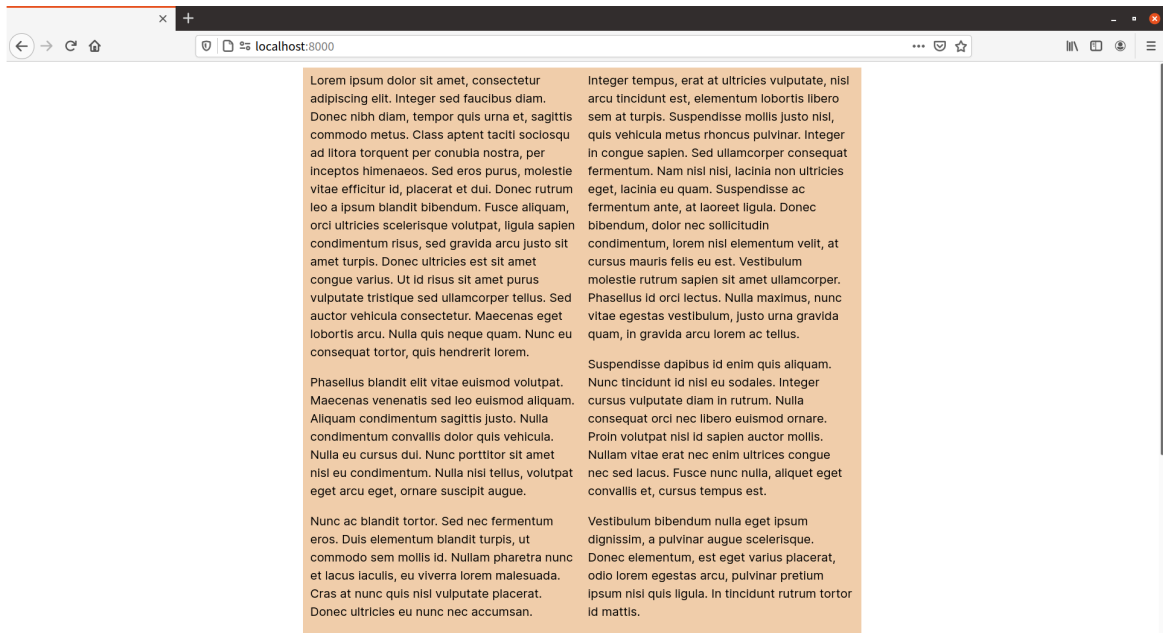 localhost:8000
Lorem ipsum dolor sit amet, consectetur
adipiscing elit. Integer sed faucibus diam.
Donec nibh diam, tempor quis urna et, sagittis
commodo metus. Class aptent taciti sociosqu
ad litora torquent per conubia nostra, per
inceptos himenaeos. Sed eros purus, molestie
vitae efficitur id, placerat et dui. Donec rutrum
leo a ipsum blandit bibendum. Fusce aliquam,
orci ultricies scelerisque volutpat, ligula sapien
condimentum risus, sed gravida arcu justo sit
amet turpis. Donec ultricies est sit amet
congue varius. Ut id risus sit amet purus
vulputate tristique sed ullamcorper tellus. Sed
auctor vehicula consectetur. Maecenas eget
lobortis arcu. Nulla quis neque quam. Nunc eu
consequat tortor, quis hendrerit lorem.
Phasellus blandit elit vitae euismod volutpat.
Maecenas venenatis sed leo euismod aliquam.
Aliquam condimentum sagittis justo. Nulla
condimentum convallis dolor quis vehicula.
Nulla eu cursus dui. Nunc porttitor sit amet
nisl eu condimentum. Nulla nisi tellus, volutpat
eget arcu eget, ornare suscipit augue.
Nunc ac blandit tortor. Sed nec fermentum
eros. Duis elementum blandit turpis, ut
commodo sem mollis id. Nullam pharetra nunc
et lacus iaculis, eu viverra lorem malesuada.
Cras at nunc quis nisl vulputate placerat.
Donec ultricies eu nunc nec accumsan.
Integer tempus, erat at ultricies vulputate, nisl
arcu tincidunt est, elementum lobortis libero
sem at turpis. Suspendisse mollis justo nisl,
quis vehicula metus rhoncus pulvinar. Integer
in congue sapien. Sed ullamcorper consequat
fermentum. Nam nisl nisi, lacinia non ultricies
eget, lacinia eu quam. Suspendisse ac
fermentum ante, at laoreet ligula. Donec
bibendum, dolor nec sollicitudin
condimentum, lorem nisl elementum velit, at
cursus mauris felis eu est. Vestibulum
molestie rutrum sapien sit amet ullamcorper.
Phasellus id orci lectus. Nulla maximus, nunc
vitae egestas vestibulum, justo urna gravida
quam, in gravida arcu lorem ac tellus.
Suspendisse dapibus id enim quis aliquam.
Nunc tincidunt id nisl eu sodales. Integer
cursus vulputate diam in rutrum. Nulla
consequat orci nec libero euismod ornare.
Proin volutpat nisl id sapien auctor mollis.
Nullam vitae erat nec enim ultrices congue
nec sed lacus. Fusce nunc nulla, aliquet eget
convallis et, cursus tempus est.
Vestibulum bibendum nulla eget ipsum
dignissim, a pulvinar augue scelerisque.
Donec elementum, est eget varius placerat,
odio lorem egestas arcu, pulvinar pretium
ipsum nisi quis ligula. In tincidunt rutrum tortor
id mattis.